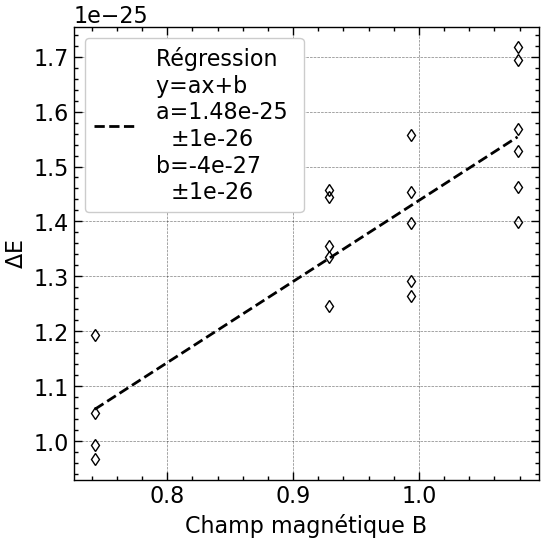 1e−25
1.7
1.6
1.5
1.4
1.3
1.2
1.1
1.0
ΔE
Régression
y=ax+b
a=1.48e-25
±1e-26
b=-4e-27
±1e-26
0.8 0.9 1.0
Champ magnétique B